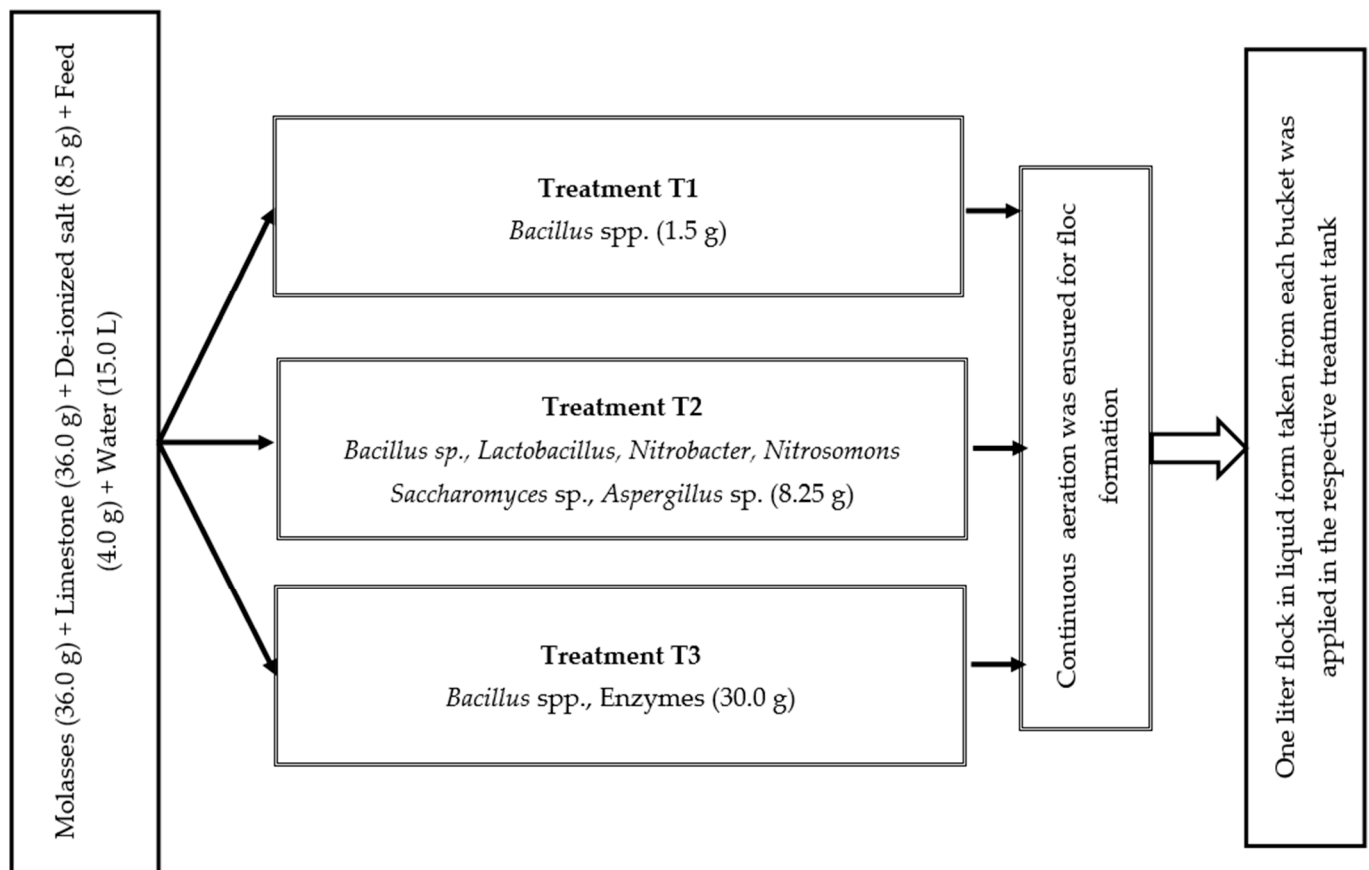 Molasses (36.0 g) + Limestone (36.0 g) + De-ionized salt (8.5 g) + Feed
(4.0 g) + Water (15.0 L)
Treatment T1
Bacillus spp. (1.5 g)
Treatment T2
Bacillus sp., Lactobacillus, Nitrobacter, Nitrosomons
Saccharomyces sp., Aspergillus sp. (8.25 g)
Treatment T3
Bacillus spp., Enzymes (30.0 g)
Continuous aeration was ensured for floc
formation
One liter flock in liquid form taken from each bucket was
applied in the respective treatment tank